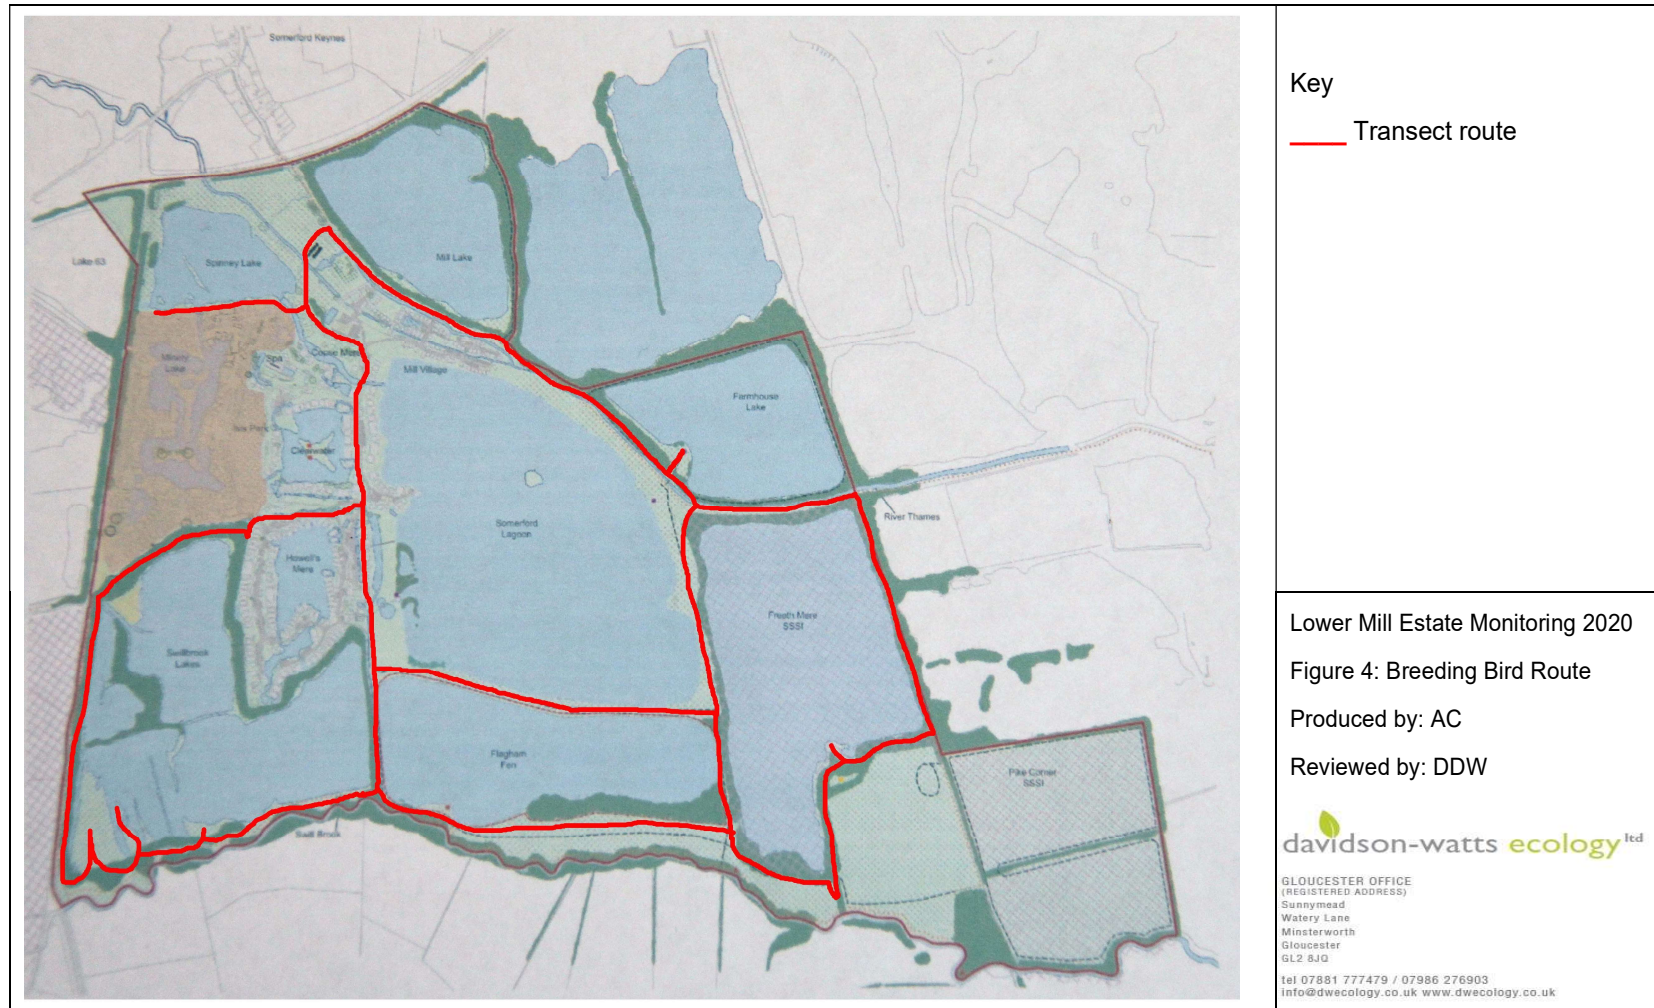 Somerford Keynes
Lake 63
Spinney Lake
Mill Lake
Minety
Lake
Spa
Mill Village
Farmhouse
Lake
Clearwater
Somerford
Lagoon
River Thames
Howell's
Mere
Freeth Mere
SSSI
Swillbrook
Lakes
Flagham
Fen
Pike Corner
SSSI
Swill Brook
Key
Transect route
Lower Mill Estate Monitoring 2020
Figure 4: Breeding Bird Route
Produced by: AC
Reviewed by: DDW
davidson-watts ecology ltd
GLOUCESTER OFFICE
(REGISTERED ADDRESS)
Sunnymead
Watery Lane
Minsterworth
Gloucester
GL2 8JQ
tel 07881 777479 / 07986 276903
info@dwecology.co.uk www.dwecology.co.uk